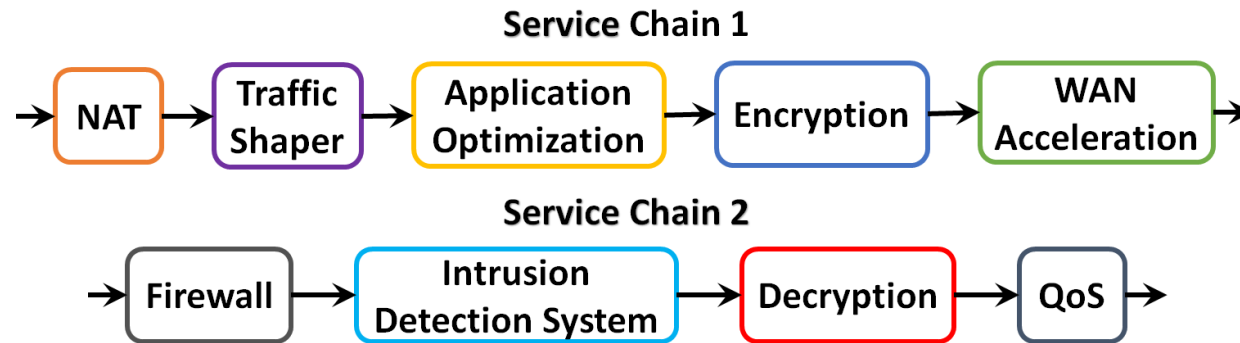 Service Chain 1
NAT
Traffic
Shaper
Application
Optimization
Encryption
WAN
Acceleration
Service Chain 2
Firewall
Intrusion
Detection System
Decryption
QoS